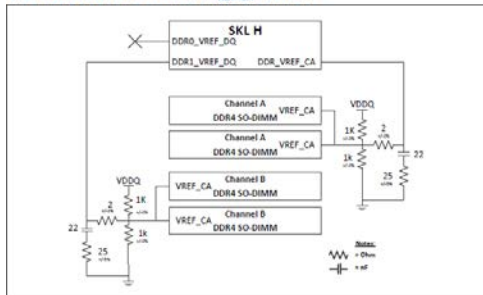 SKL H
DDR0_VREF_DQ
DDR1_VREF_DQ DDR_VREF_CA
Channel A
DDR4 SO-DIMM
VREF_CA
Channel A
DDR4 SO-DIMM
VREF_CA
VDDQ
1K
2
1k
22
25
Channel B
DDR4 SO-DIMM
VREF_CA
Channel B
DDR4 SO-DIMM
VREF_CA
VDDQ
1K
2
1k
22
25
Notes:
= Ohm
= nF